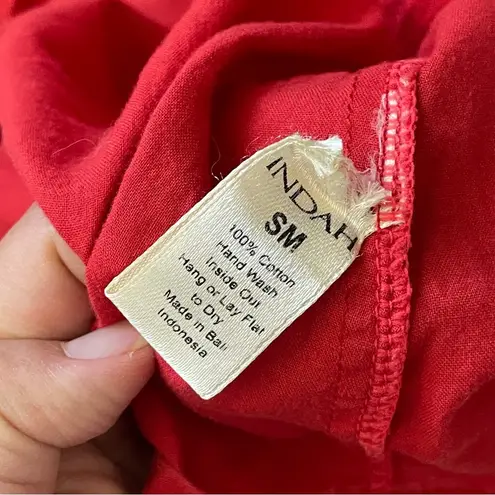 INDAH
SM
100% Cotton
Hand Wash
Inside Out
Hang or Lay Flat
to Dry
Made in Bali
Indonesia